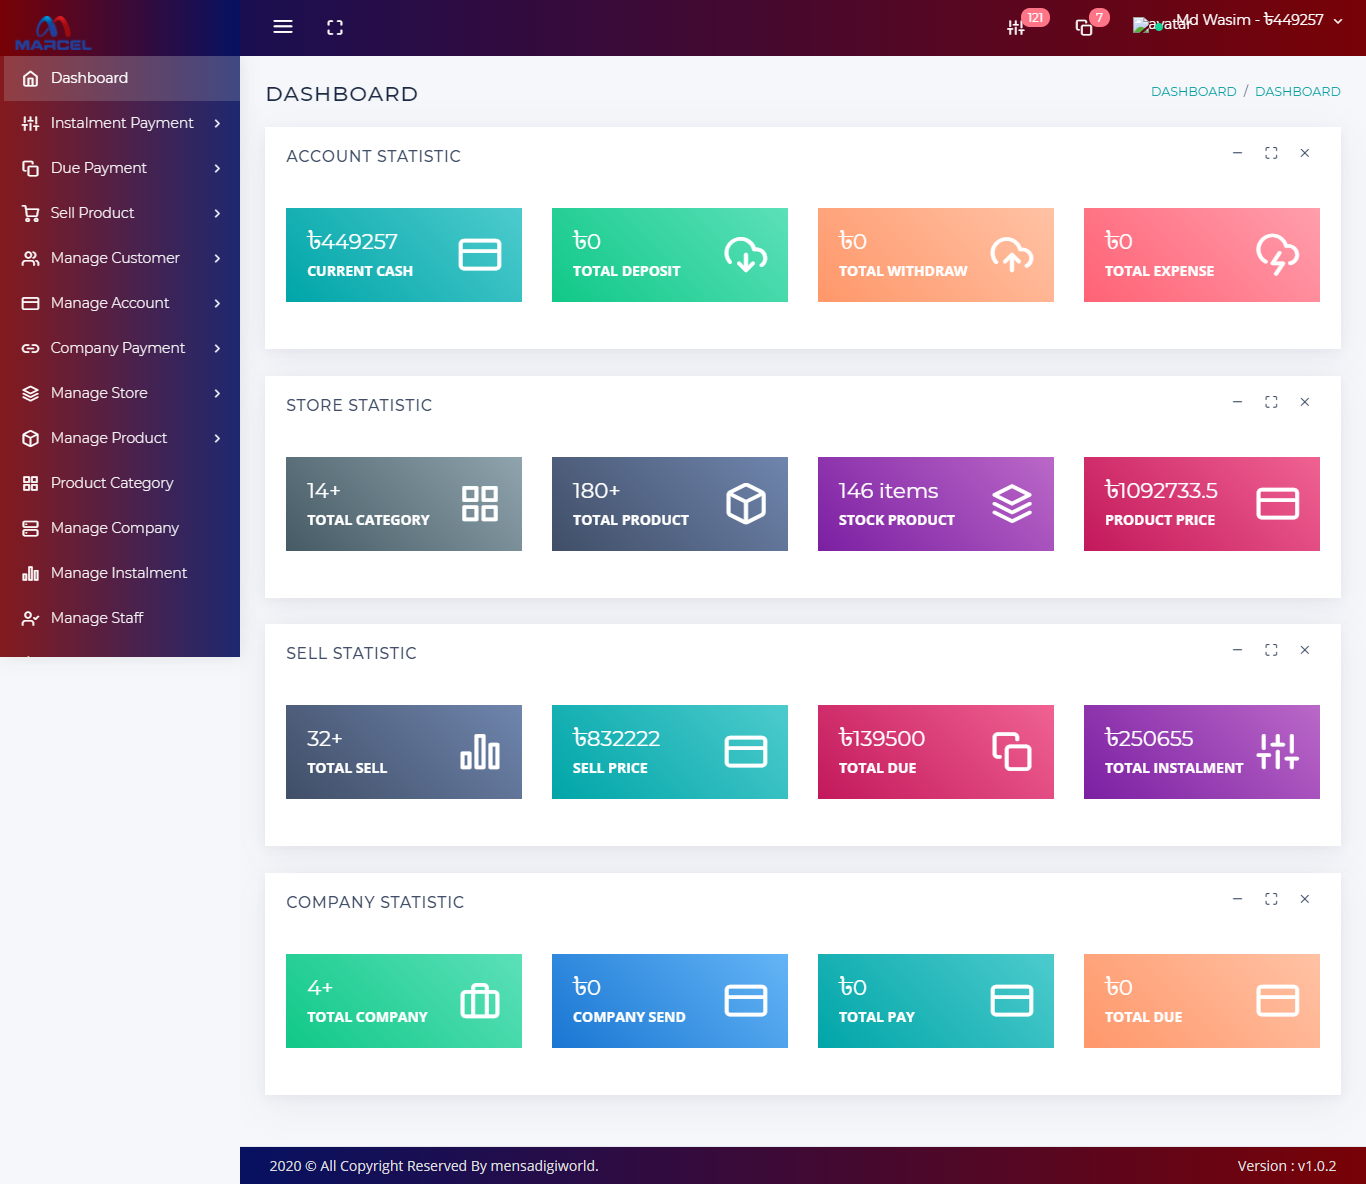 MARCEL
121
7
avatar
Md Wasim - ৳449257
Dashboard
Instalment Payment
Due Payment
Sell Product
Manage Customer
Manage Account
Company Payment
Manage Store
Manage Product
Product Category
Manage Company
Manage Instalment
Manage Staff
DASHBOARD
DASHBOARD / DASHBOARD
ACCOUNT STATISTIC
৳449257
CURRENT CASH
৳0
TOTAL DEPOSIT
৳0
TOTAL WITHDRAW
৳0
TOTAL EXPENSE
STORE STATISTIC
14+
TOTAL CATEGORY
180+
TOTAL PRODUCT
146 items
STOCK PRODUCT
৳1092733.5
PRODUCT PRICE
SELL STATISTIC
32+
TOTAL SELL
৳832222
SELL PRICE
৳139500
TOTAL DUE
৳250655
TOTAL INSTALMENT
COMPANY STATISTIC
4+
TOTAL COMPANY
৳0
COMPANY SEND
৳0
TOTAL PAY
৳0
TOTAL DUE
2020 © All Copyright Reserved By mensadigiworld.
Version : v1.0.2